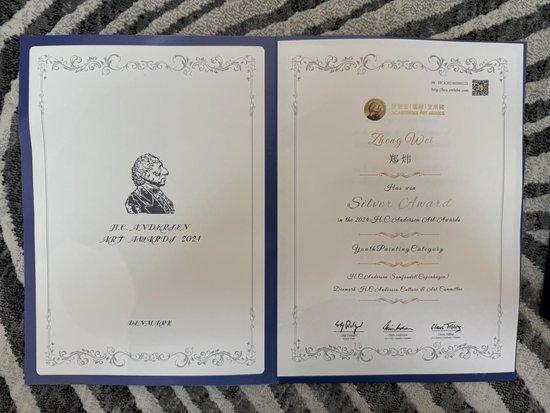 H.C. ANDERSEN
ART AWARDS 2024
DENMARK
Zheng Wei
郑炜
Has won
Silver Award
in the 2024 H.C. Andersen Art Awards
Youth Painting Category
H.C. Andersen Samfundet (Copenhagen)
Denmark H.C. Andersen Culture & Art Committee